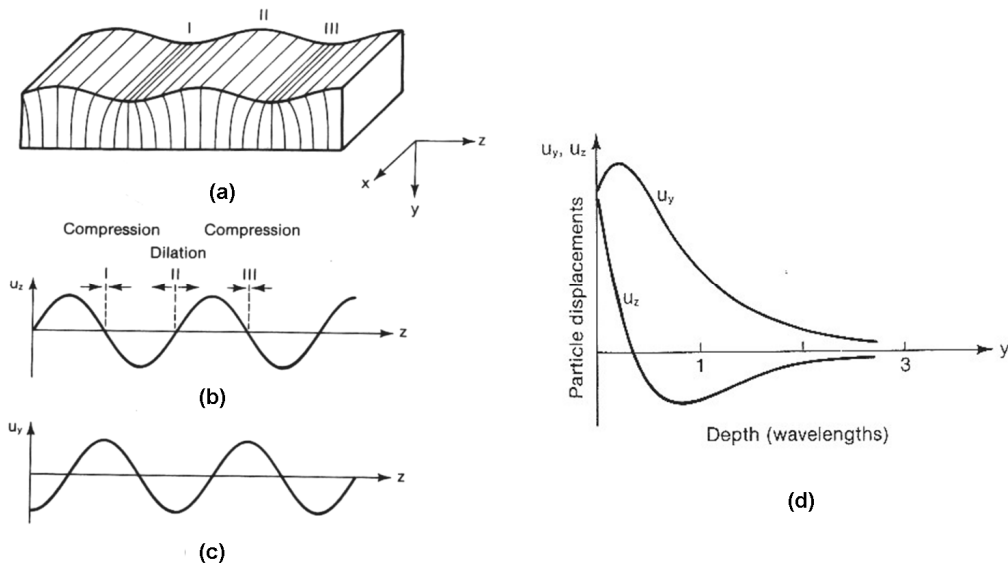 I II III
z
x
y
(a)
Compression Compression
Dilation
I II III
u_z
z
(b)
u_y
z
(c)
u_y, u_z
Particle displacements
u_y
u_z
1 2 3
y
Depth (wavelengths)
(d)